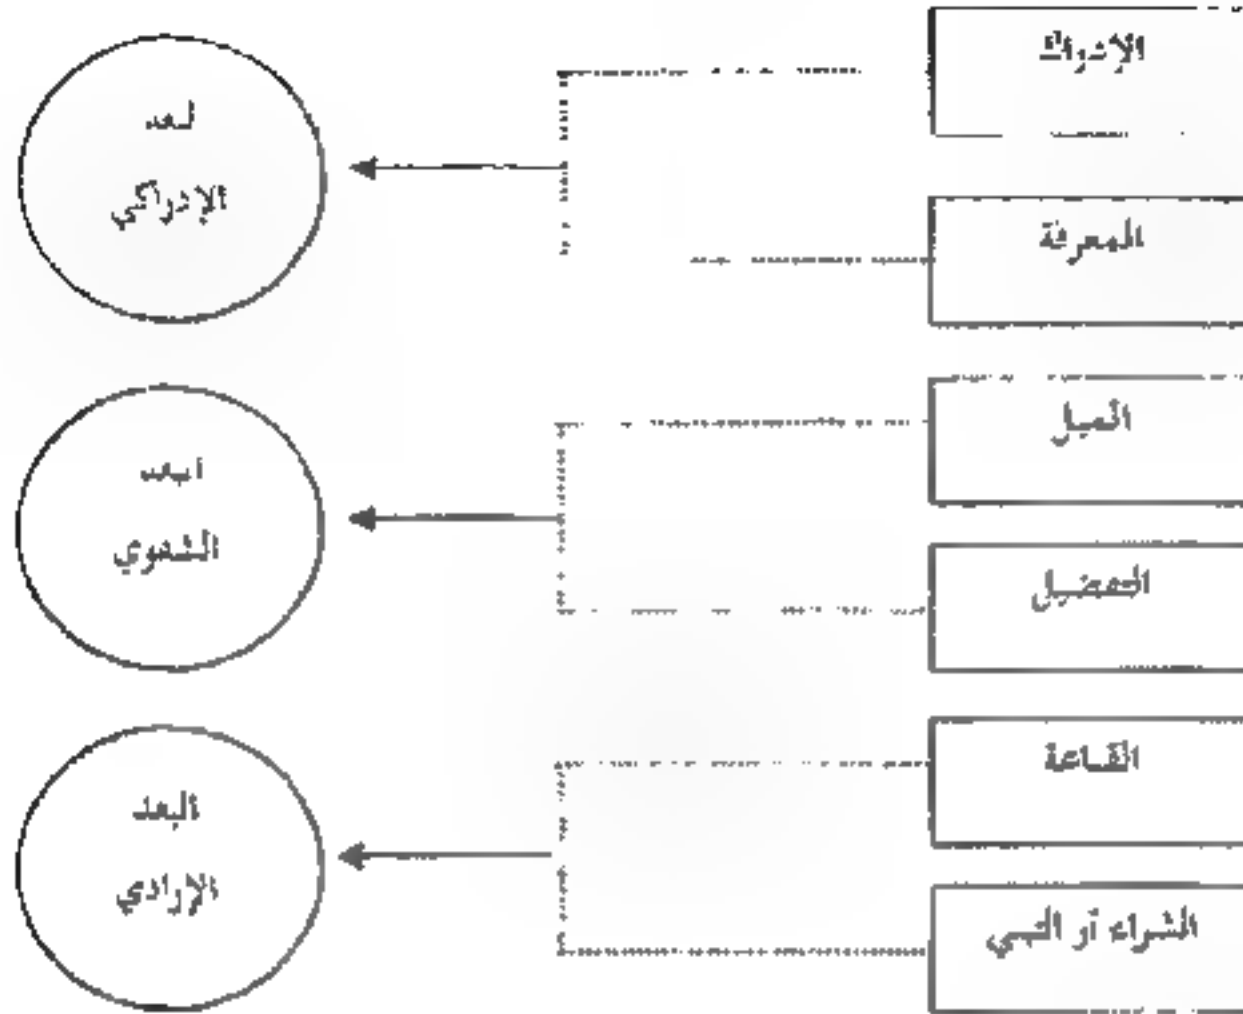 الإدراك
المعرفة
البعد
الإدراكي
الميل
التفضيل
البعد
الشعوري
القناعة
الشراء أو التبني
البعد
الإرادي